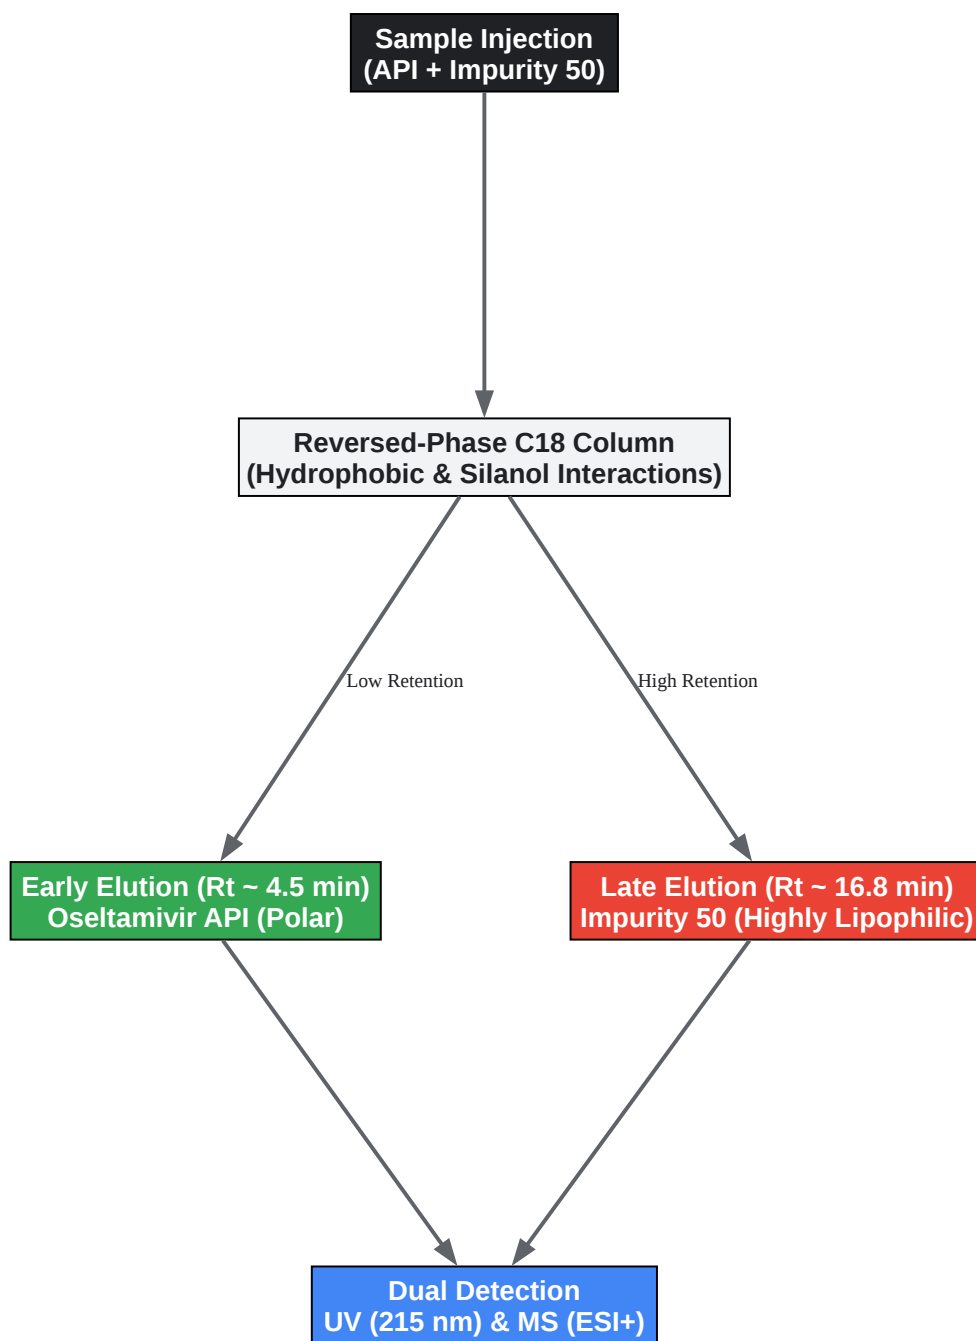 Sample Injection
(API + Impurity 50)
Reversed-Phase C18 Column
(Hydrophobic & Silanol Interactions)
Low Retention
High Retention
Early Elution (Rt ~ 4.5 min)
Oseltamivir API (Polar)
Late Elution (Rt ~ 16.8 min)
Impurity 50 (Highly Lipophilic)
Dual Detection
UV (215 nm) & MS (ESI+)